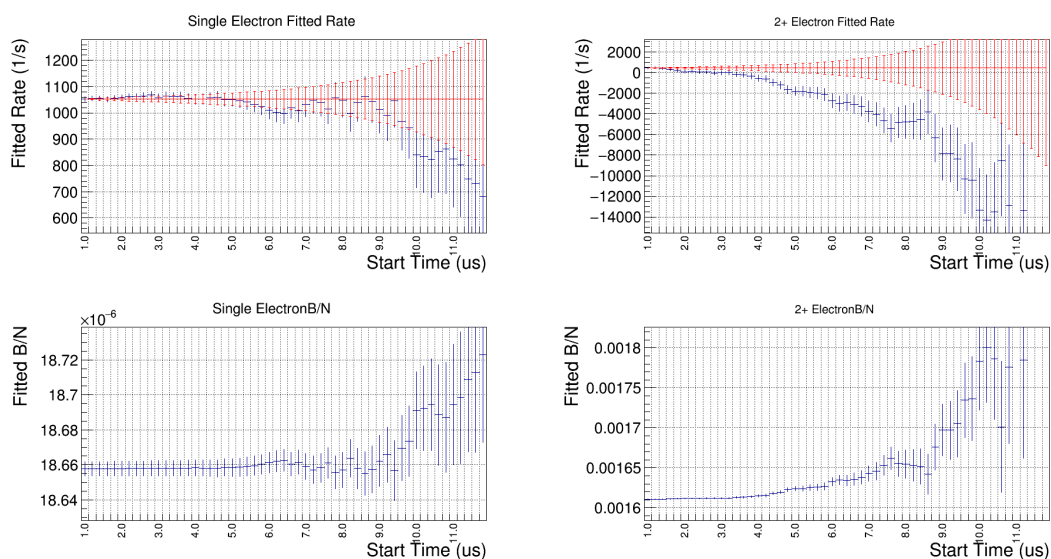 Single Electron Fitted Rate
Fitted Rate (1/s)
1200
1100
1000
900
800
700
600
1.0 2.0 3.0 4.0 5.0 6.0 7.0 8.0 9.0 10.0 11.0
Start Time (us)
2+ Electron Fitted Rate
Fitted Rate (1/s)
2000
0
−2000
−4000
−6000
−8000
−10000
−12000
−14000
1.0 2.0 3.0 4.0 5.0 6.0 7.0 8.0 9.0 10.0 11.0
Start Time (us)
Single ElectronB/N
×10⁻⁶
Fitted B/N
18.72
18.7
18.68
18.66
18.64
1.0 2.0 3.0 4.0 5.0 6.0 7.0 8.0 9.0 10.0 11.0
Start Time (us)
2+ ElectronB/N
Fitted B/N
0.0018
0.00175
0.0017
0.00165
0.0016
1.0 2.0 3.0 4.0 5.0 6.0 7.0 8.0 9.0 10.0 11.0
Start Time (us)